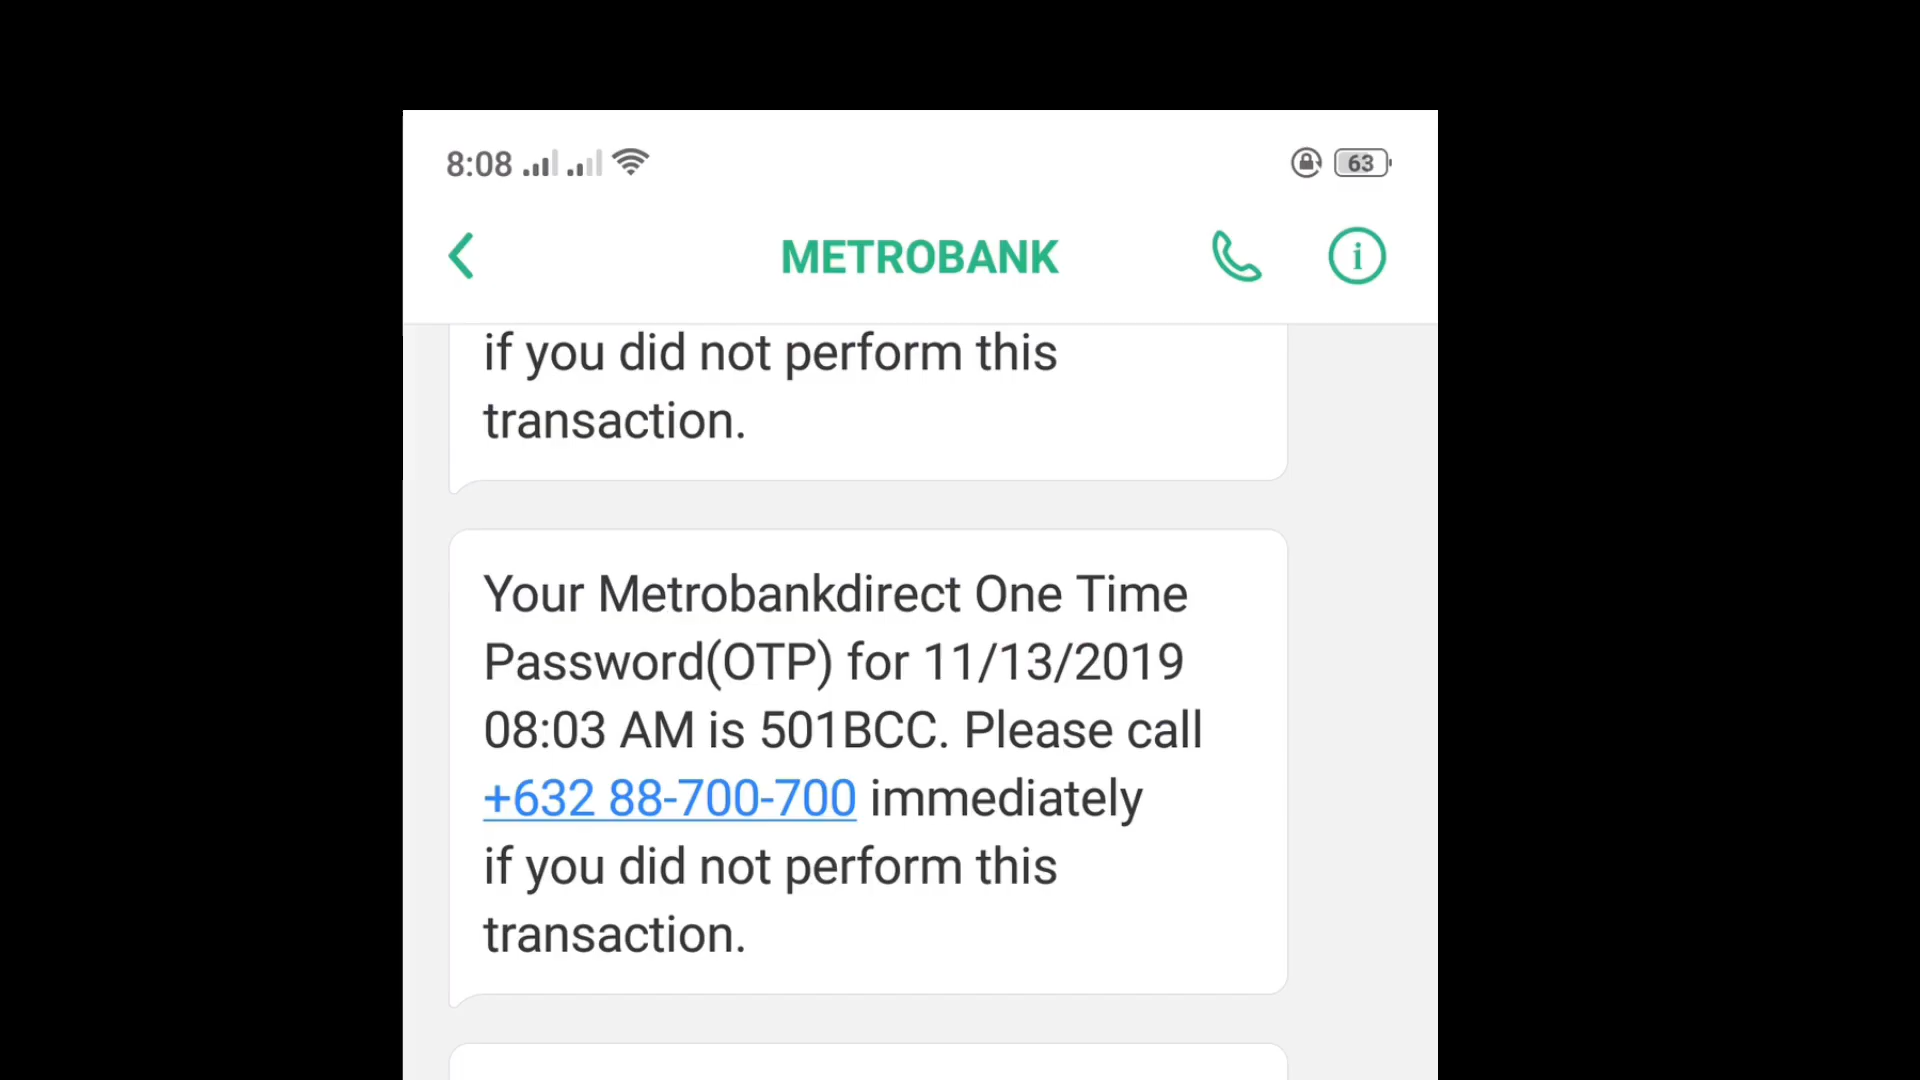 8:08 63
METROBANK
if you did not perform this
transaction.
Your Metrobankdirect One Time
Password(OTP) for 11/13/2019
08:03 AM is 501BCC. Please call
+632 88-700-700 immediately
if you did not perform this
transaction.